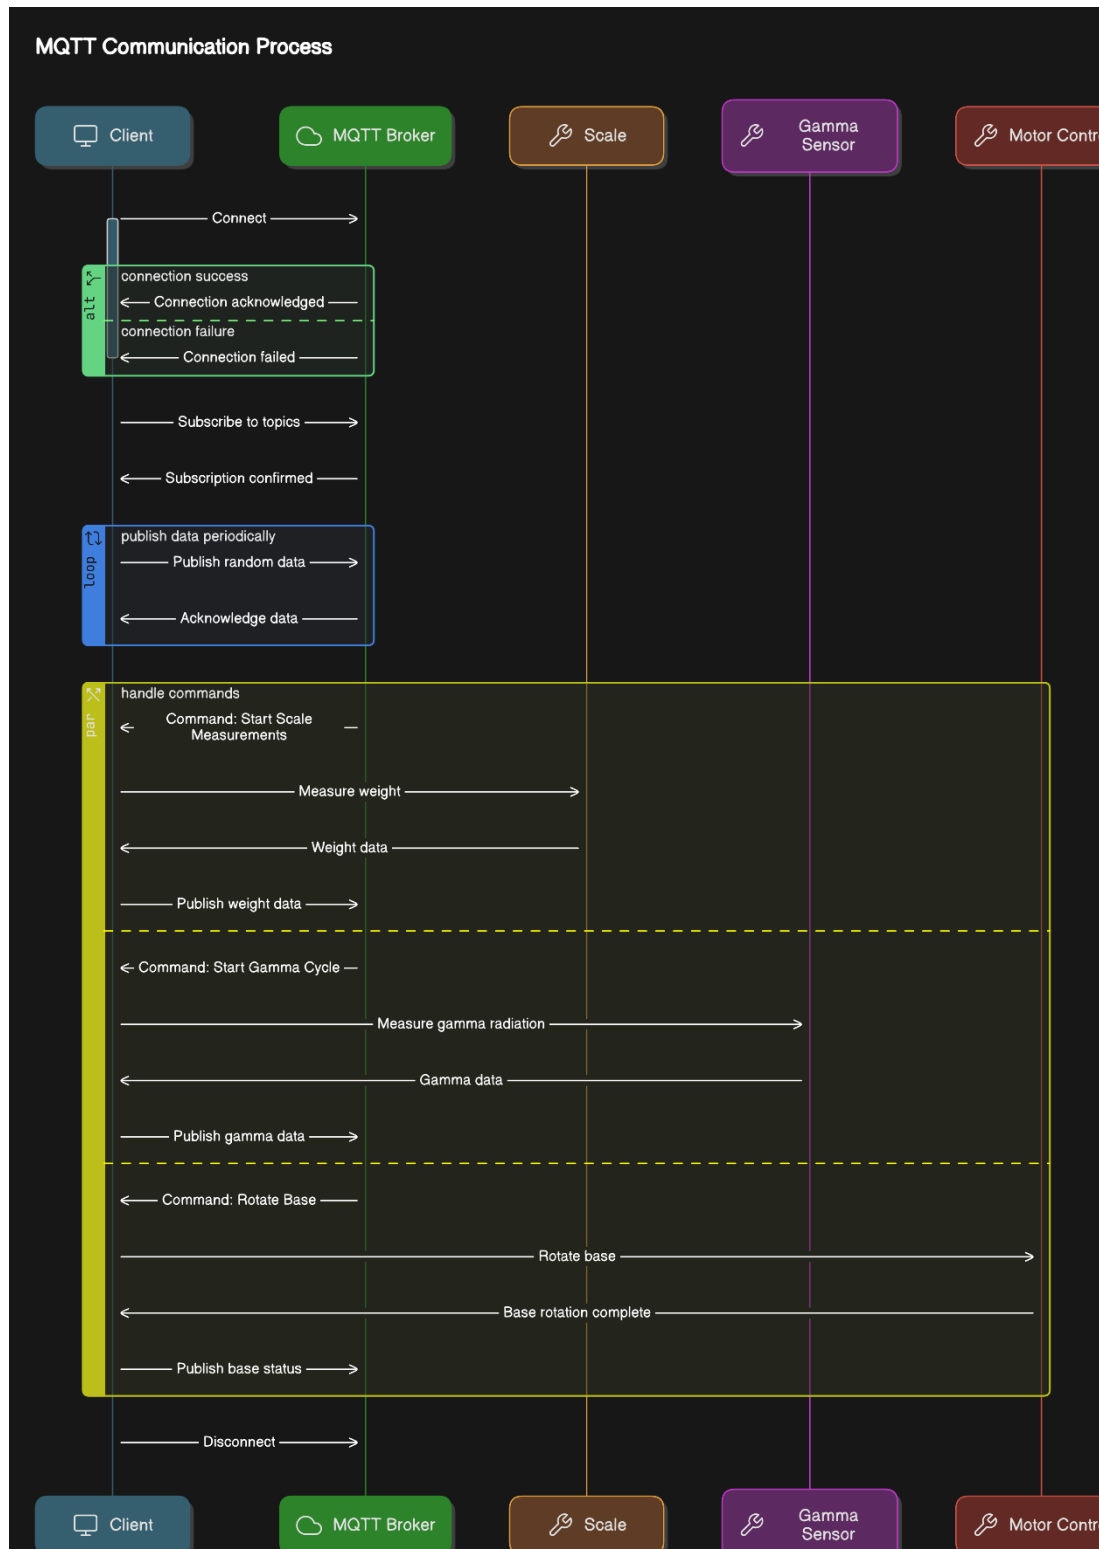 MQTT Communication Process
Client
MQTT Broker
Scale
Gamma
Sensor
Motor Contr
Connect
alt
connection success
Connection acknowledged
connection failure
Connection failed
Subscribe to topics
Subscription confirmed
loop
publish data periodically
Publish random data
Acknowledge data
par
handle commands
Command: Start Scale
Measurements
Measure weight
Weight data
Publish weight data
Command: Start Gamma Cycle
Measure gamma radiation
Gamma data
Publish gamma data
Command: Rotate Base
Rotate base
Base rotation complete
Publish base status
Disconnect
Client
MQTT Broker
Scale
Gamma
Sensor
Motor Contr